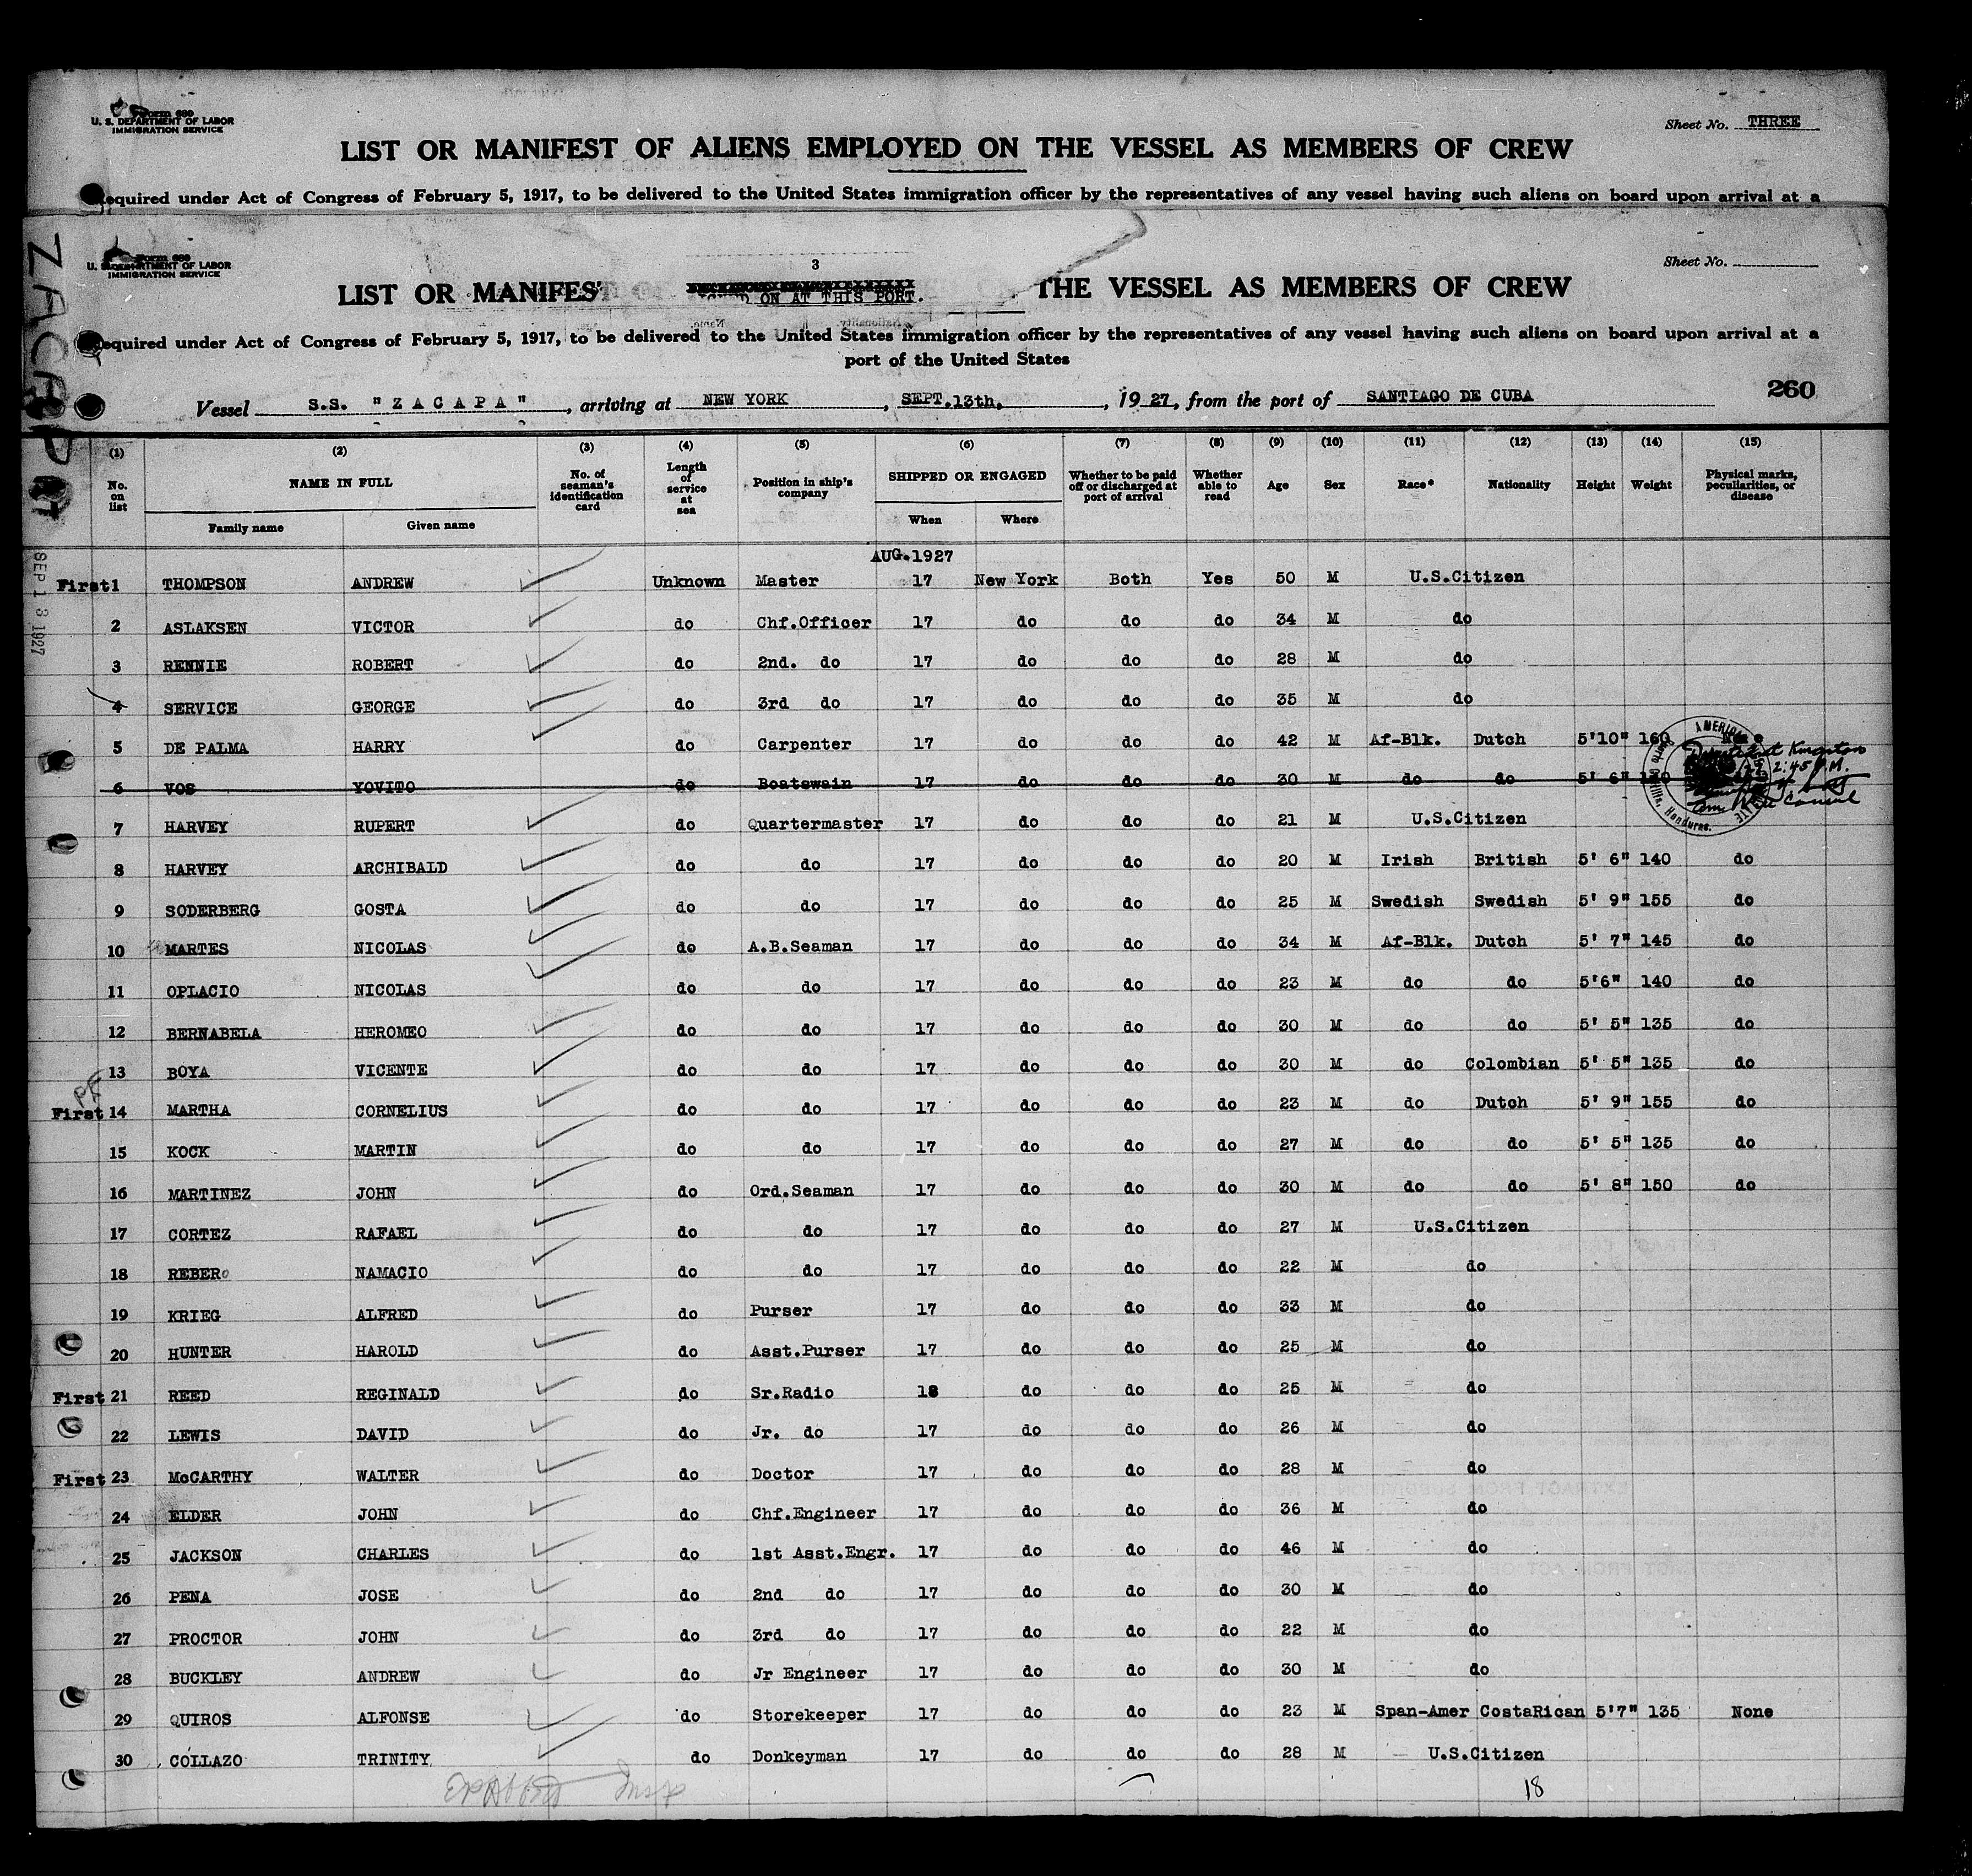 Form 680
U. S. DEPARTMENT OF LABOR
IMMIGRATION SERVICE
Sheet No. THREE
LIST OR MANIFEST OF ALIENS EMPLOYED ON THE VESSEL AS MEMBERS OF CREW
equired under Act of Congress of February 5, 1917, to be delivered to the United States immigration officer by the representatives of any vessel having such aliens on board upon arrival at a
Form 680
U. S. DEPARTMENT OF LABOR
IMMIGRATION SERVICE
3
Sheet No.
LIST OR MANIFES THE VESSEL AS MEMBERS OF CREW
ON AT THIS PORT.
equired under Act of Congress of February 5, 1917, to be delivered to the United States immigration officer by the representatives of any vessel having such aliens on board upon arrival at a
port of the United States
260
Vessel S.S. "ZACAPA", arriving at NEW YORK, SEPT.13th, 1927, from the port of SANTIAGO DE CUBA
ZACAPA
SEP 13 1927
(1) (2) (3) (4) (5) (6) (7) (8) (9) (10) (11) (12) (13) (14) (15)
No. on list NAME IN FULL No. of seaman's identification card Length of service at sea Position in ship's company SHIPPED OR ENGAGED Whether to be paid off or discharged at port of arrival Whether able to read Age Sex Race* Nationality Height Weight Physical marks, peculiarities, or disease
Family name Given name When Where
AUG.1927
First 1 THOMPSON ANDREW Unknown Master 17 New York Both Yes 50 M U.S.Citizen
2 ASLAKSEN VICTOR do Chf.Officer 17 do do do 34 M do
3 RENNIE ROBERT do 2nd. do 17 do do do 28 M do
4 SERVICE GEORGE do 3rd do 17 do do do 35 M do
5 DE PALMA HARRY do Carpenter 17 do do do 42 M Af-Blk. Dutch 5'10" 160
6 VOS YOVITO do Boatswain 17 do do do 30 M do do 5' 6"
Kingston
2:45 P.M.
Consul
AMERICAN
Honduras.
7 HARVEY RUPERT do Quartermaster 17 do do do 21 M U.S.Citizen
8 HARVEY ARCHIBALD do do 17 do do do 20 M Irish British 5' 6" 140 do
9 SODERBERG GOSTA do do 17 do do do 25 M Swedish Swedish 5' 9" 155 do
10 MARTES NICOLAS do A.B.Seaman 17 do do do 34 M Af-Blk. Dutch 5' 7" 145 do
11 OPLACIO NICOLAS do do 17 do do do 23 M do do 5'6" 140 do
12 BERNABELA HEROMEO do do 17 do do do 30 M do do 5' 5" 135 do
13 BOYA VICENTE do do 17 do do do 30 M do Colombian 5' 5" 135 do
PF
First 14 MARTHA CORNELIUS do do 17 do do do 23 M do Dutch 5' 9" 155 do
15 KOCK MARTIN do do 17 do do do 27 M do do 5' 5" 135 do
16 MARTINEZ JOHN do Ord.Seaman 17 do do do 30 M do do 5' 8" 150 do
17 CORTEZ RAFAEL do do 17 do do do 27 M U.S.Citizen
18 REBERO NAMACIO do do 17 do do do 22 M do
19 KRIEG ALFRED do Purser 17 do do do 33 M do
20 HUNTER HAROLD do Asst.Purser 17 do do do 25 M do
First 21 REED REGINALD do Sr.Radio 18 do do do 25 M do
22 LEWIS DAVID do Jr. do 17 do do do 26 M do
First 23 McCARTHY WALTER do Doctor 17 do do do 28 M do
24 ELDER JOHN do Chf.Engineer 17 do do do 36 M do
25 JACKSON CHARLES do 1st Asst.Engr. 17 do do do 46 M do
26 PENA JOSE do 2nd do 17 do do do 30 M do
27 PROCTOR JOHN do 3rd do 17 do do do 22 M do
28 BUCKLEY ANDREW do Jr Engineer 17 do do do 30 M do
29 QUIROS ALFONSE do Storekeeper 17 do do do 23 M Span-Amer CostaRican 5'7" 135 None
30 COLLAZO TRINITY do Donkeyman 17 do do do 28 M U.S.Citizen
18